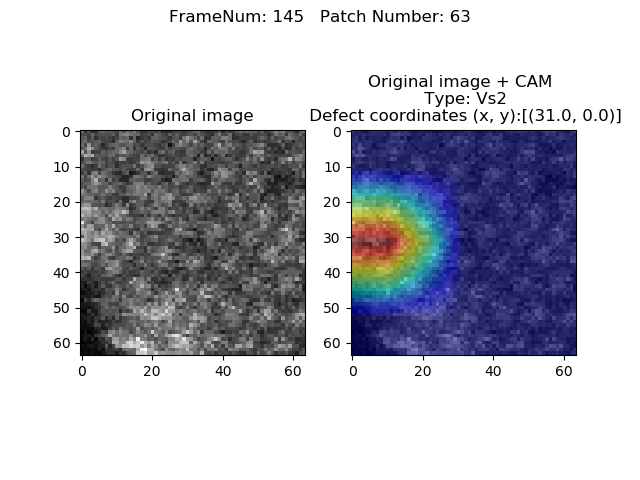 FrameNum: 145   Patch Number: 63
Original image
Original image + CAM
Type: Vs2
Defect coordinates (x, y):[(31.0, 0.0)]
0
10
20
30
40
50
60
0 20 40 60
0
10
20
30
40
50
60
0 20 40 60